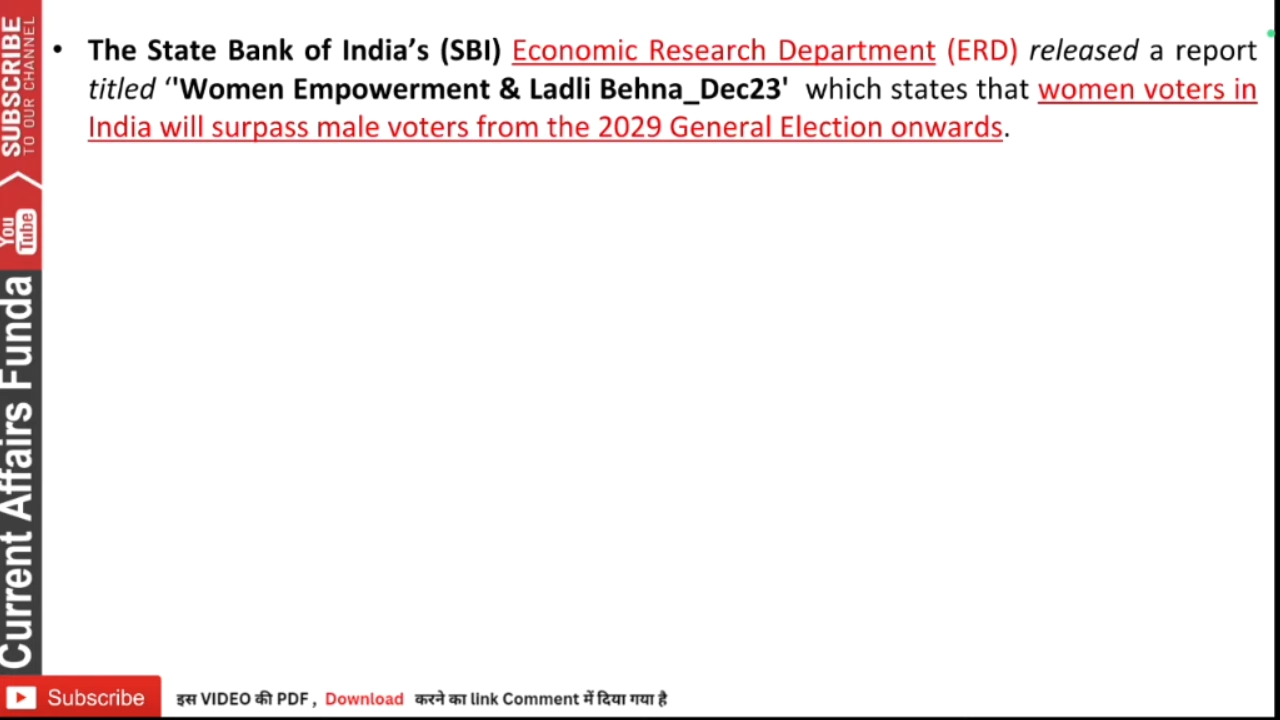 • The State Bank of India’s (SBI) Economic Research Department (ERD) released a report
titled ‘'Women Empowerment & Ladli Behna_Dec23' which states that women voters in
India will surpass male voters from the 2029 General Election onwards.
SUBSCRIBE
TO OUR CHANNEL
You
Tube
Current Affairs Funda
Subscribe
इस VIDEO की PDF , Download करने का link Comment में दिया गया है